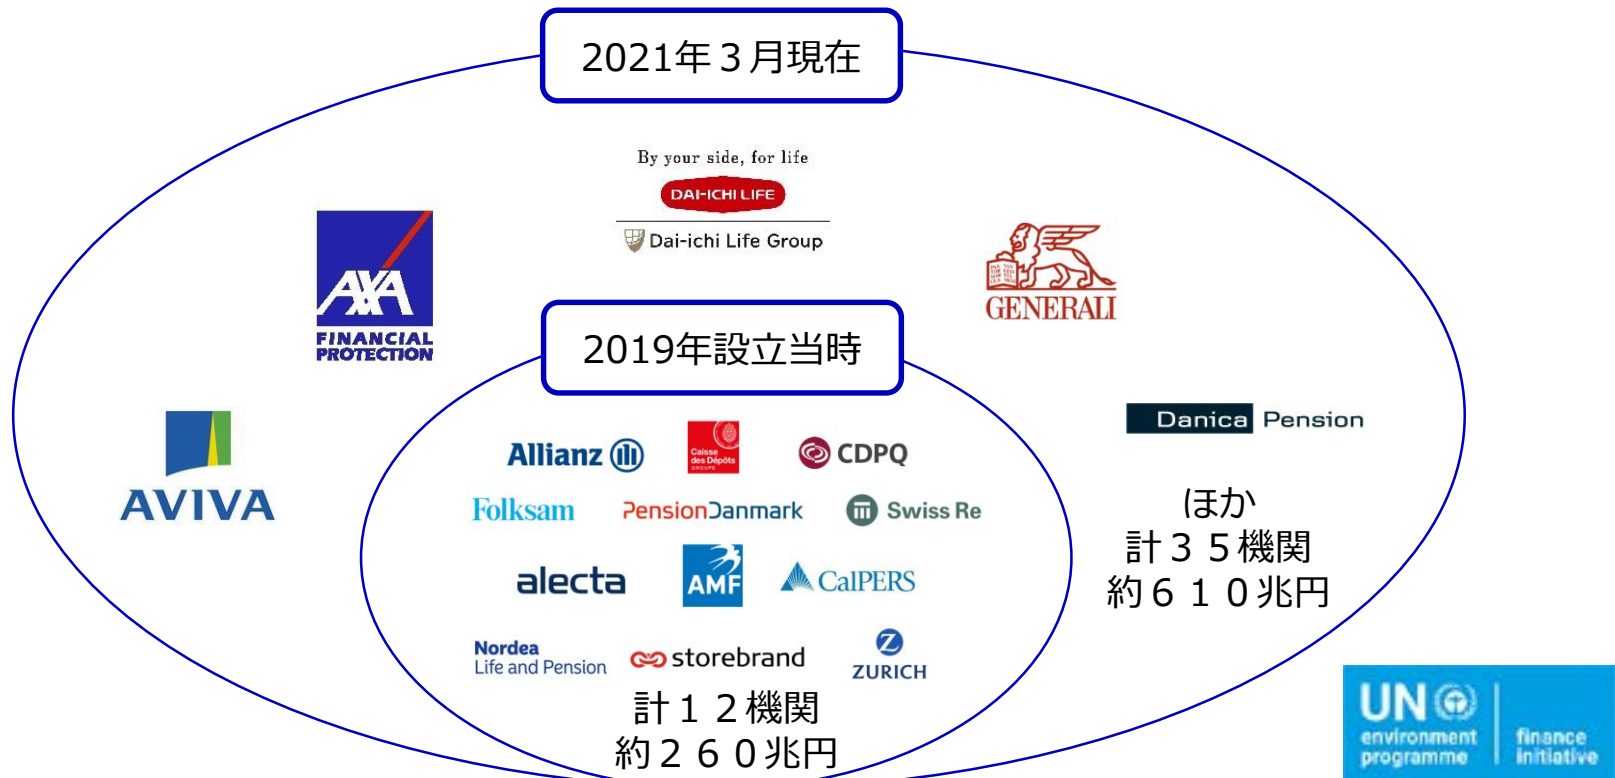 2021年３月現在
By your side, for life
DAI-ICHI LIFE
Dai-ichi Life Group
AXA
FINANCIAL
PROTECTION
GENERALI
2019年設立当時
AVIVA
Danica Pension
Allianz
Caisse
des Dépôts
GROUPE
CDPQ
Folksam
PensionDanmark
Swiss Re
alecta
AMF
CalPERS
Nordea
Life and Pension
storebrand
ZURICH
計１２機関
約２６０兆円
ほか
計３５機関
約６１０兆円
UN
environment
programme
finance
initiative